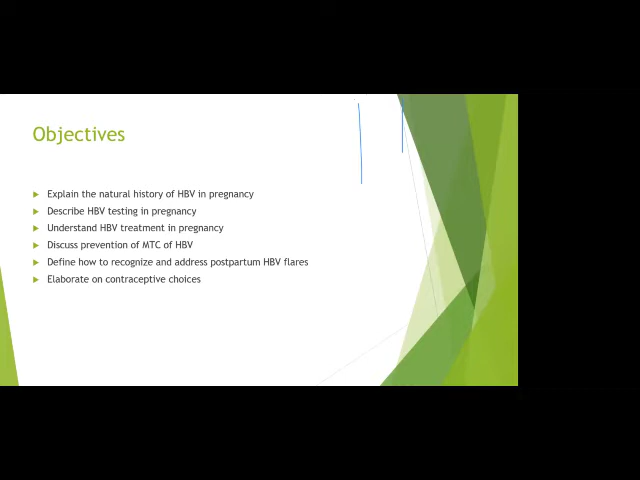 Objectives
Explain the natural history of HBV in pregnancy
Describe HBV testing in pregnancy
Understand HBV treatment in pregnancy
Discuss prevention of MTC of HBV
Define how to recognize and address postpartum HBV flares
Elaborate on contraceptive choices